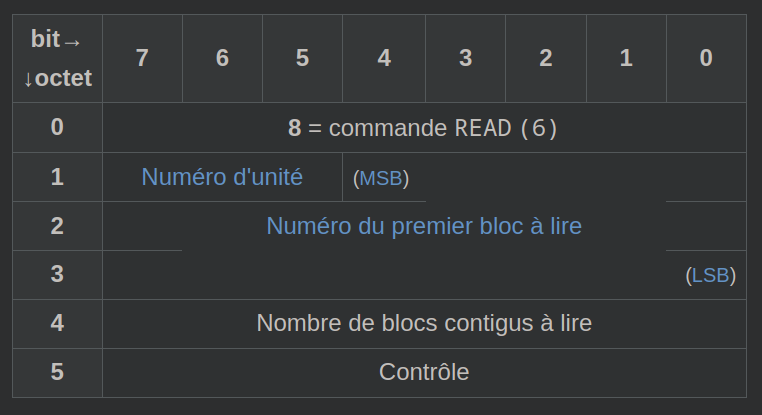 bit→
↓octet
7 6 5 4 3 2 1 0
0 8 = commande READ (6)
1 Numéro d'unité (MSB)
2 Numéro du premier bloc à lire
3 (LSB)
4 Nombre de blocs contigus à lire
5 Contrôle